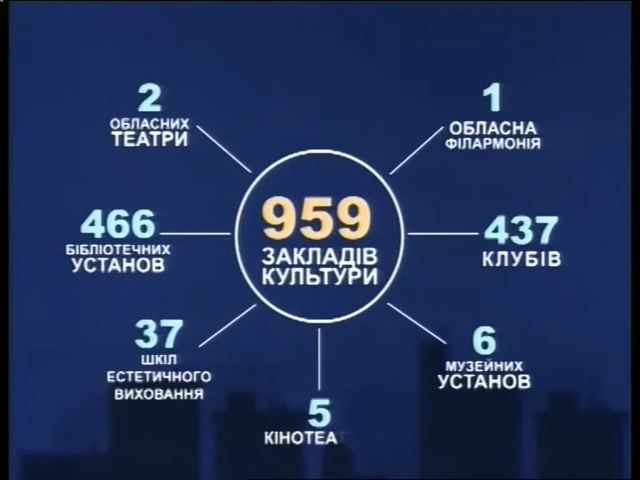 2
ОБЛАСНИХ
ТЕАТРИ
1
ОБЛАСНА
ФІЛАРМОНІЯ
466
БІБЛІОТЕЧНИХ
УСТАНОВ
959
ЗАКЛАДІВ
КУЛЬТУРИ
437
КЛУБІВ
37
ШКІЛ
ЕСТЕТИЧНОГО
ВИХОВАННЯ
6
МУЗЕЙНИХ
УСТАНОВ
5
КІНОТЕАТ